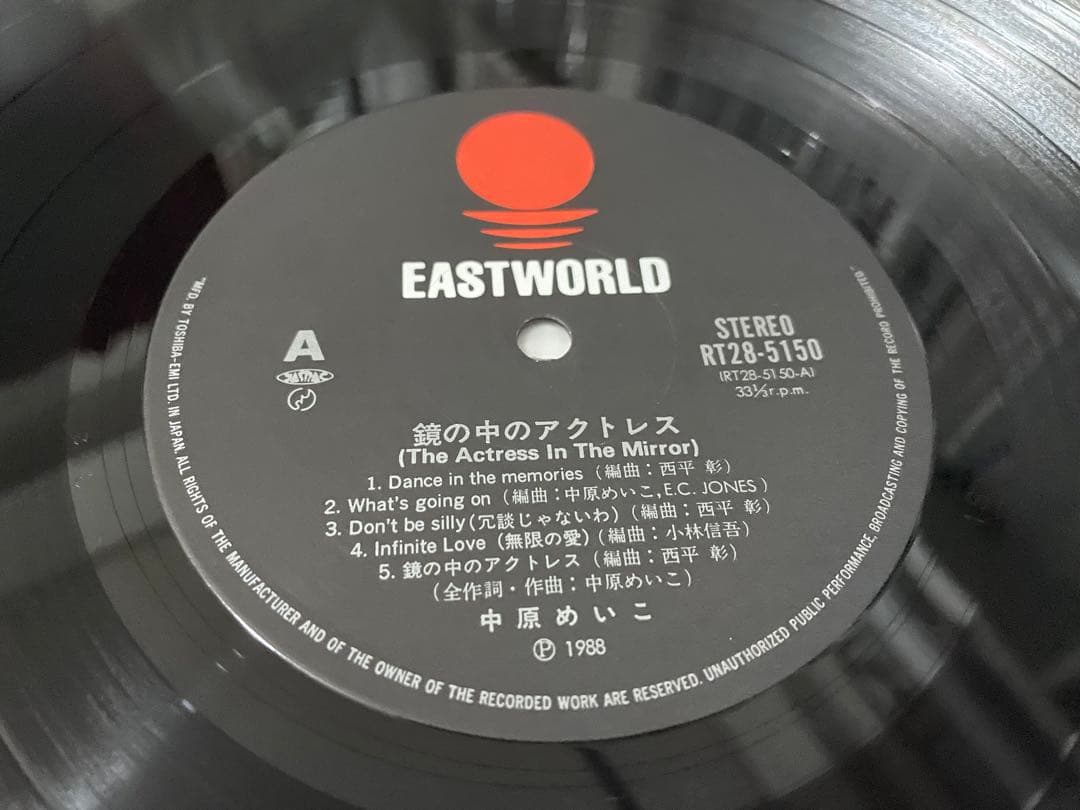 EASTWORLD
A
STEREO
RT28-5150
(RT28-5150-A)
33⅓r.p.m.
鏡の中のアクトレス
(The Actress In The Mirror)
1. Dance in the memories (編曲：西平 彰)
2. What's going on (編曲：中原めいこ, E.C. JONES)
3. Don't be silly (冗談じゃないわ) (編曲：西平 彰)
4. Infinite Love (無限の愛) (編曲：小林信吾)
5. 鏡の中のアクトレス (編曲：西平 彰)
(全作詞・作曲：中原めいこ)
中原めいこ
Ⓟ 1988
"MFD. BY TOSHIBA-EMI LTD. IN JAPAN. ALL RIGHTS OF THE MANUFACTURER AND OF THE OWNER OF THE RECORDED WORK ARE RESERVED. UNAUTHORIZED PUBLIC PERFORMANCE, BROADCASTING AND COPYING OF THE RECORD PROHIBITED"